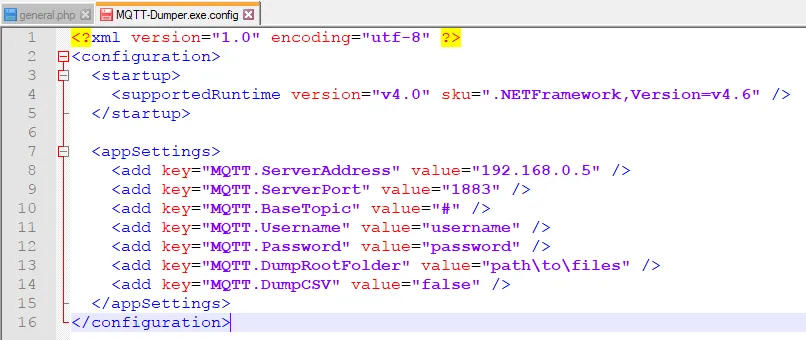 general.php MQTT-Dumper.exe.config
1 <?xml version="1.0" encoding="utf-8" ?>
2 <configuration>
3   <startup>
4     <supportedRuntime version="v4.0" sku=".NETFramework,Version=v4.6" />
5   </startup>
6
7   <appSettings>
8     <add key="MQTT.ServerAddress" value="192.168.0.5" />
9     <add key="MQTT.ServerPort" value="1883" />
10     <add key="MQTT.BaseTopic" value="#" />
11     <add key="MQTT.Username" value="username" />
12     <add key="MQTT.Password" value="password" />
13     <add key="MQTT.DumpRootFolder" value="path\to\files" />
14     <add key="MQTT.DumpCSV" value="false" />
15   </appSettings>
16 </configuration>